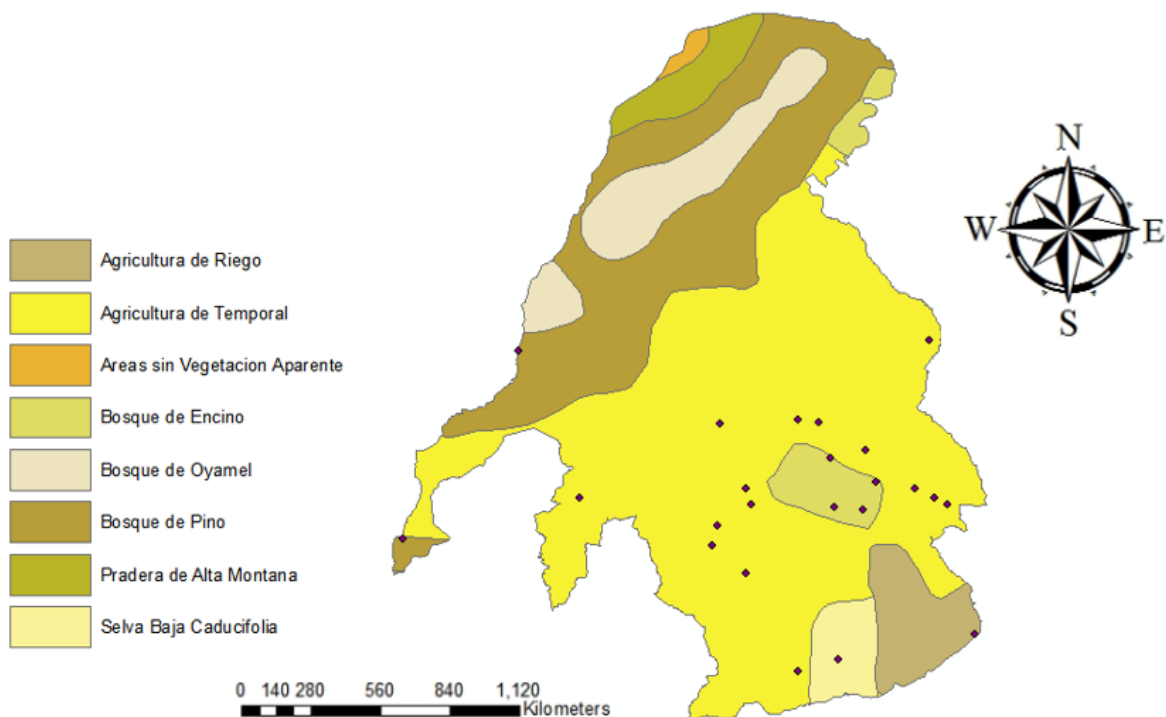 N
W E
S
Agricultura de Riego
Agricultura de Temporal
Areas sin Vegetacion Aparente
Bosque de Encino
Bosque de Oyamel
Bosque de Pino
Pradera de Alta Montana
Selva Baja Caducifolia
0 140 280 560 840 1,120
Kilometers